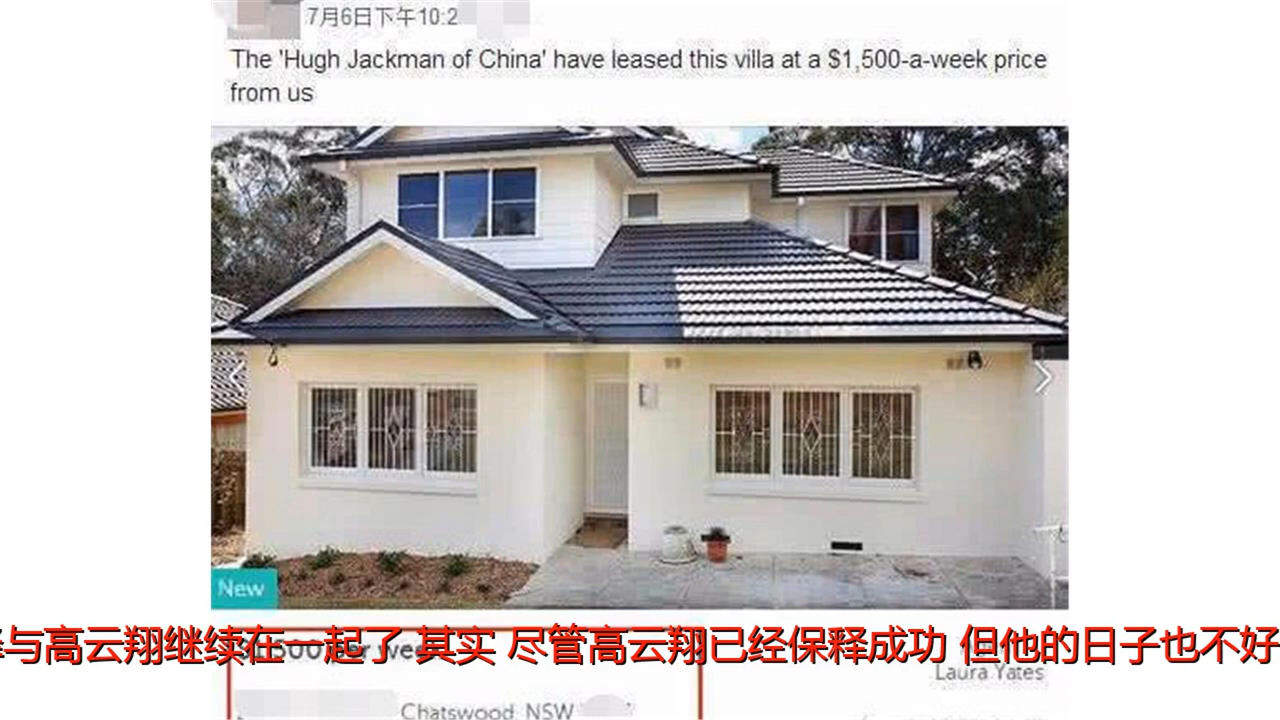 7月6日下午10:2
The 'Hugh Jackman of China' have leased this villa at a $1,500-a-week price
from us
New
与高云翔继续在一起了 其实 尽管高云翔已经保释成功 但他的日子也不好
Laura Yates
Chatswood, NSW